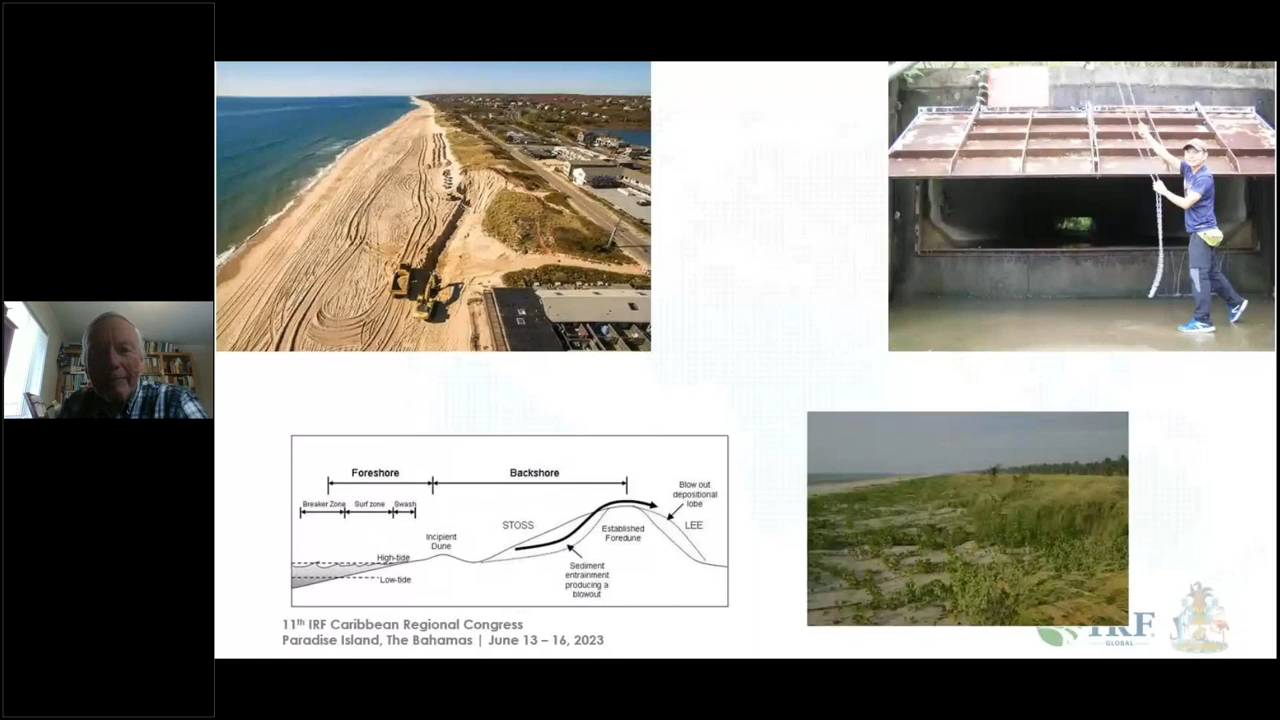 Foreshore
Backshore
Breaker Zone
Surf zone
Swash
Blow out
depositional
lobe
STOSS
LEE
Established
Foredune
Incipient
Dune
High-tide
Low-tide
Sediment
entrainment
producing a
blowout
11th IRF Caribbean Regional Congress
Paradise Island, The Bahamas | June 13 – 16, 2023
IRF
GLOBAL